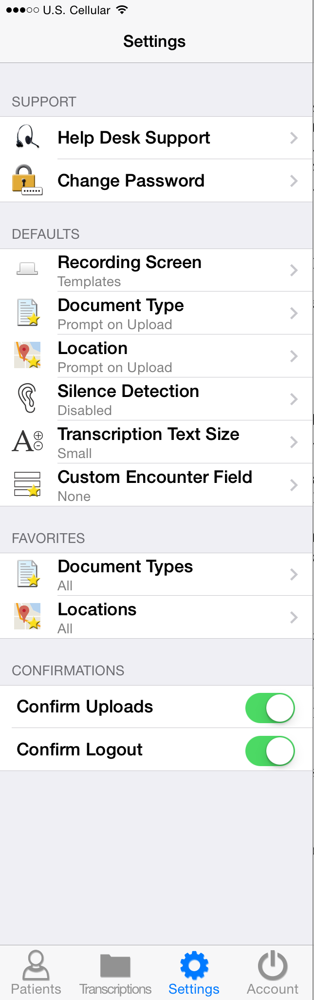 U.S. Cellular
Settings
SUPPORT
Help Desk Support
Change Password
DEFAULTS
Recording Screen
Templates
Document Type
Prompt on Upload
Location
Prompt on Upload
Silence Detection
Disabled
A
Transcription Text Size
Small
Custom Encounter Field
None
FAVORITES
Document Types
All
Locations
All
CONFIRMATIONS
Confirm Uploads
Confirm Logout
Patients Transcriptions Settings Account